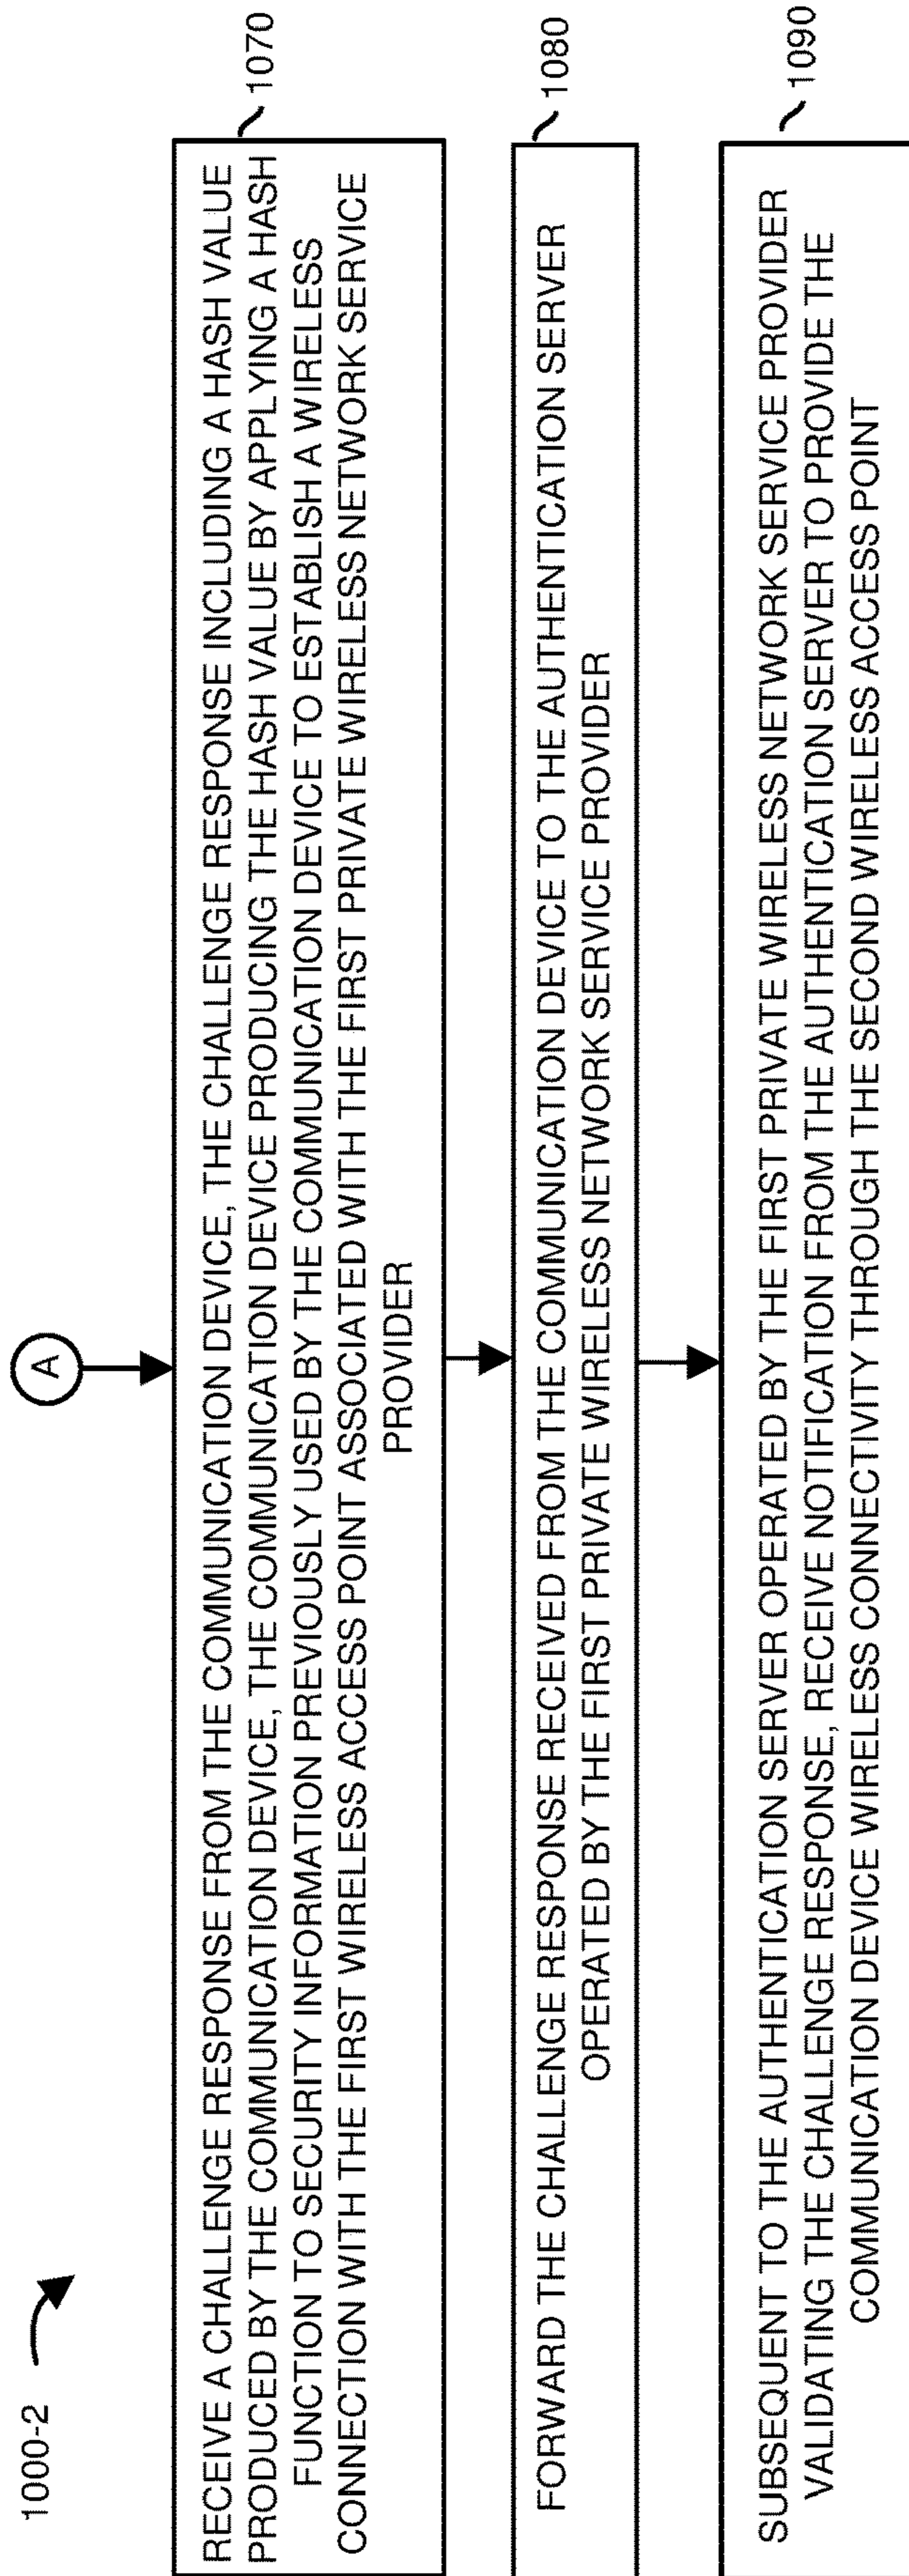 1000-2
A
RECEIVE A CHALLENGE RESPONSE FROM THE COMMUNICATION DEVICE, THE CHALLENGE RESPONSE INCLUDING A HASH VALUE
PRODUCED BY THE COMMUNICATION DEVICE, THE COMMUNICATION DEVICE PRODUCING THE HASH VALUE BY APPLYING A HASH
FUNCTION TO SECURITY INFORMATION PREVIOUSLY USED BY THE COMMUNICATION DEVICE TO ESTABLISH A WIRELESS
CONNECTION WITH THE FIRST WIRELESS ACCESS POINT ASSOCIATED WITH THE FIRST PRIVATE WIRELESS NETWORK SERVICE
PROVIDER
1070
FORWARD THE CHALLENGE RESPONSE RECEIVED FROM THE COMMUNICATION DEVICE TO THE AUTHENTICATION SERVER
OPERATED BY THE FIRST PRIVATE WIRELESS NETWORK SERVICE PROVIDER
1080
SUBSEQUENT TO THE AUTHENTICATION SERVER OPERATED BY THE FIRST PRIVATE WIRELESS NETWORK SERVICE PROVIDER
VALIDATING THE CHALLENGE RESPONSE, RECEIVE NOTIFICATION FROM THE AUTHENTICATION SERVER TO PROVIDE THE
COMMUNICATION DEVICE WIRELESS CONNECTIVITY THROUGH THE SECOND WIRELESS ACCESS POINT
1090